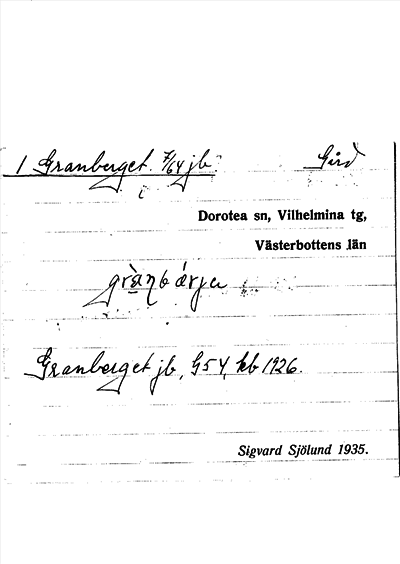 1 Granberget. 7/64 jb. Gård
i
Dorotea sn, Vilhelmina tg,
Västerbottens län
grànbárja
Granberget jb, G54, kb 1926.
Sigvard Sjölund 1935.